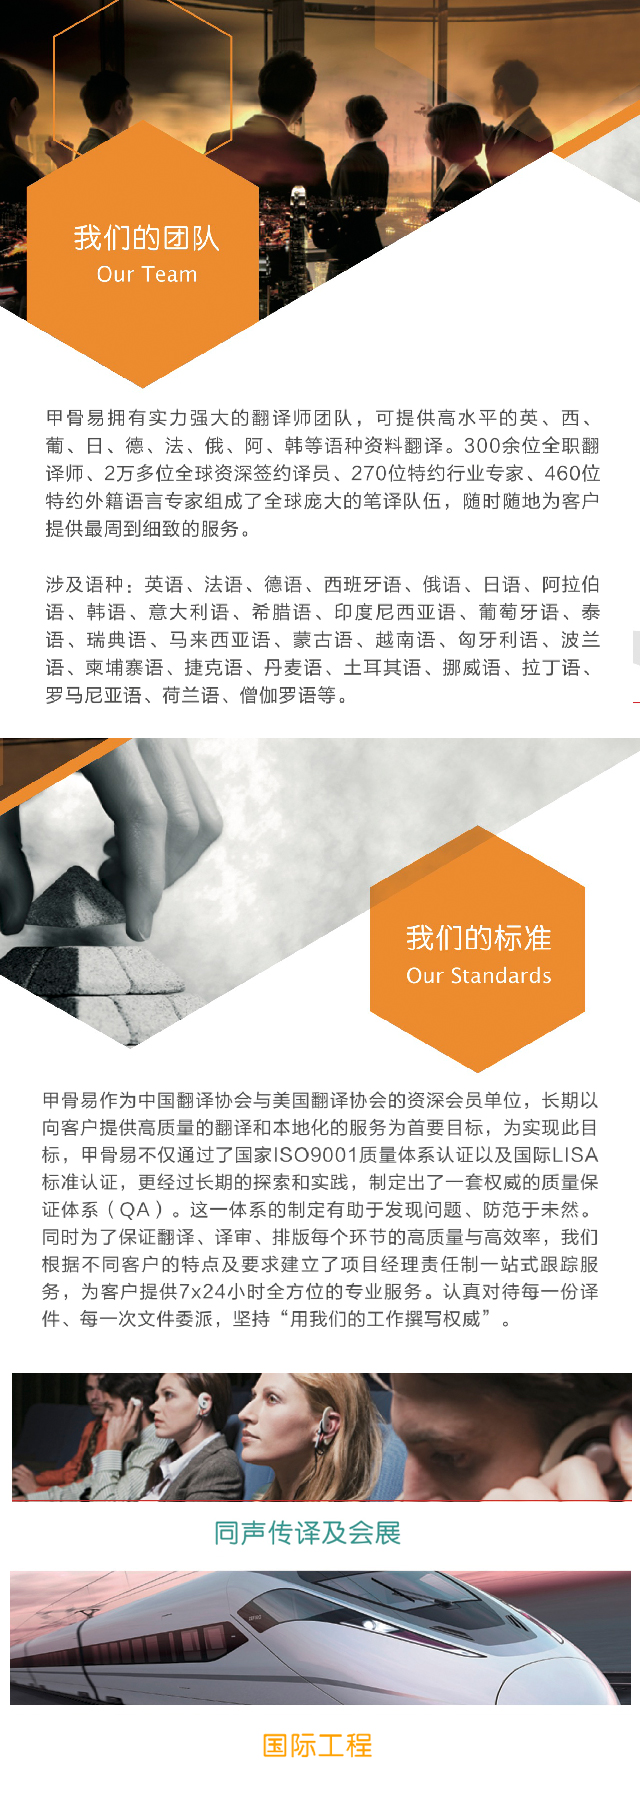 我们的团队
Our Team
甲骨易拥有实力强大的翻译师团队，可提供高水平的英、西、
葡、日、德、法、俄、阿、韩等语种资料翻译。300余位全职翻
译师、2万多位全球资深签约译员、270位特约行业专家、460位
特约外籍语言专家组成了全球庞大的笔译队伍，随时随地为客户
提供最周到细致的服务。
涉及语种：英语、法语、德语、西班牙语、俄语、日语、阿拉伯
语、韩语、意大利语、希腊语、印度尼西亚语、葡萄牙语、泰
语、瑞典语、马来西亚语、蒙古语、越南语、匈牙利语、波兰
语、柬埔寨语、捷克语、丹麦语、土耳其语、挪威语、拉丁语、
罗马尼亚语、荷兰语、僧伽罗语等。
我们的标准
Our Standards
甲骨易作为中国翻译协会与美国翻译协会的资深会员单位，长期以
向客户提供高质量的翻译和本地化的服务为首要目标，为实现此目
标，甲骨易不仅通过了国家ISO9001质量体系认证以及国际LISA
标准认证，更经过长期的探索和实践，制定出了一套权威的质量保
证体系（QA）。这一体系的制定有助于发现问题、防范于未然。
同时为了保证翻译、译审、排版每个环节的高质量与高效率，我们
根据不同客户的特点及要求建立了项目经理责任制一站式跟踪服
务，为客户提供7x24小时全方位的专业服务。认真对待每一份译
件、每一次文件委派，坚持“用我们的工作撰写权威”。
同声传译及会展
国际工程